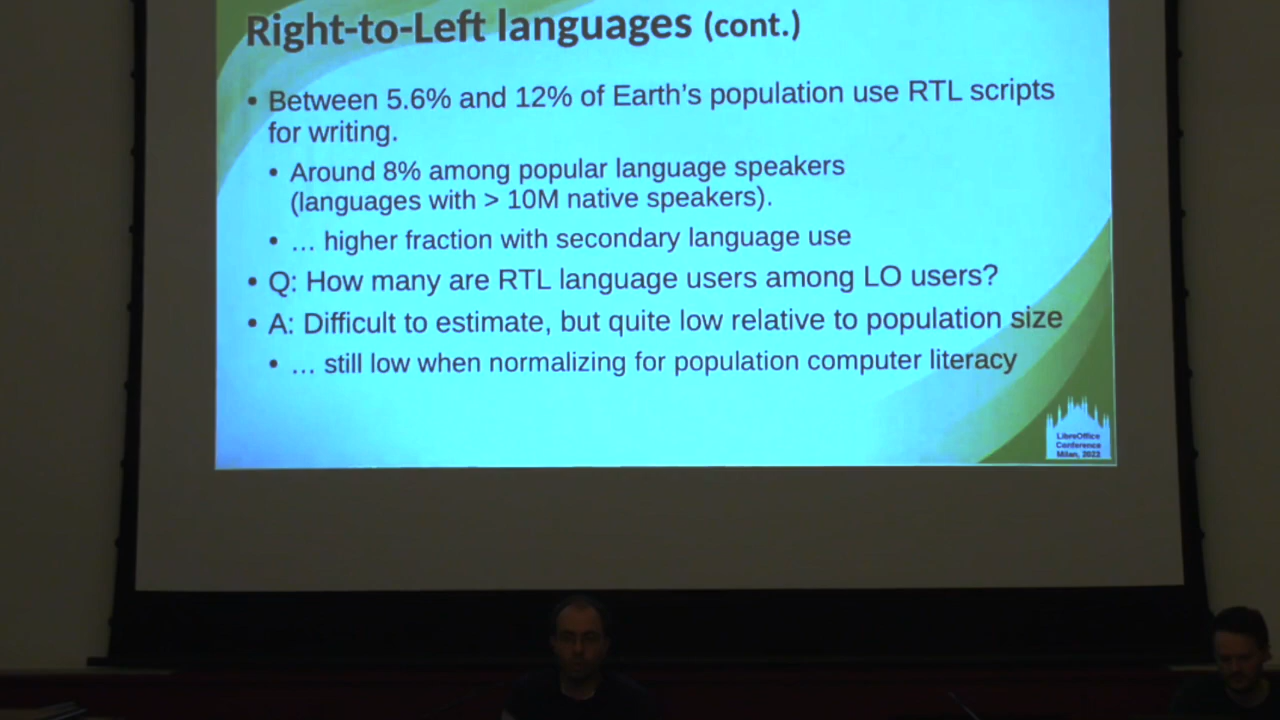 Right-to-Left languages (cont.)
• Between 5.6% and 12% of Earth's population use RTL scripts
for writing.
• Around 8% among popular language speakers
(languages with > 10M native speakers).
• … higher fraction with secondary language use
• Q: How many are RTL language users among LO users?
• A: Difficult to estimate, but quite low relative to population size
• … still low when normalizing for population computer literacy
LibreOffice
Conference
Milan, 2022